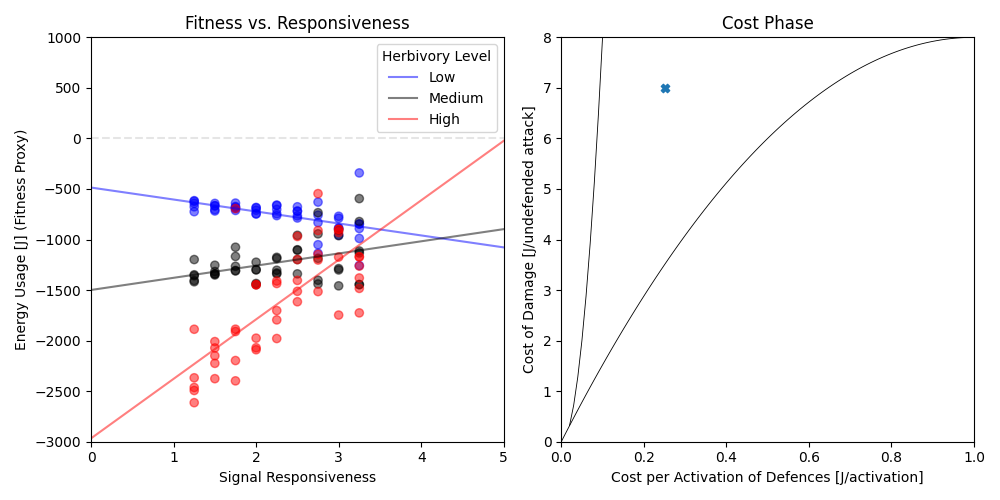 Fitness vs. Responsiveness
Energy Usage [J] (Fitness Proxy)
1000
500
0
−500
−1000
−1500
−2000
−2500
−3000
Herbivory Level
Low
Medium
High
0 1 2 3 4 5
Signal Responsiveness
Cost Phase
Cost of Damage [J/undefended attack]
8
7
6
5
4
3
2
1
0
0.0 0.2 0.4 0.6 0.8 1.0
Cost per Activation of Defences [J/activation]